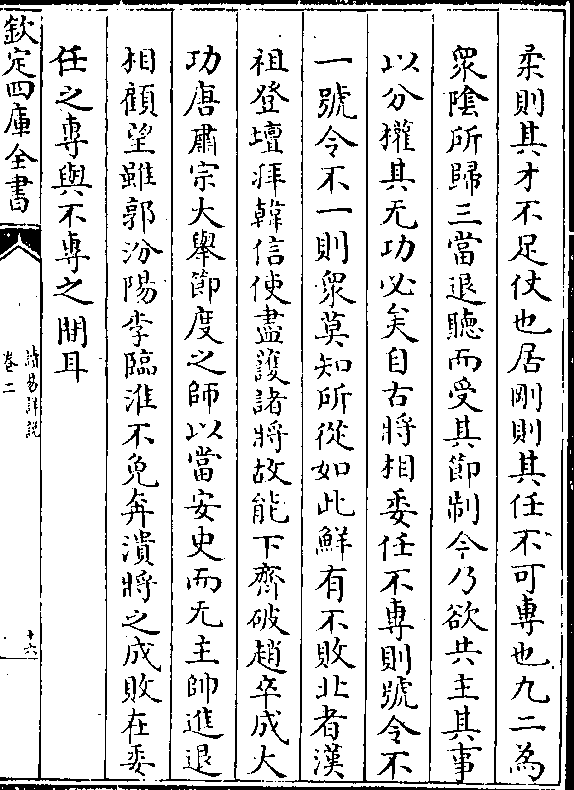 柔則其才不足仗也居剛則其任不可專也九二為
衆陰所歸三當退聽而受其節制今乃欲共主其事
以分權其无功必矣自古將相委任不專則號令不
一號令不一則衆莫知所從如此鮮有不敗北者漢
祖登壇拜韓信使盡護諸將故能下齊破趙卒成大
功唐肅宗大舉節度之師以當安史而无主帥進退
相顧望雖郭汾陽李臨淮不免奔潰將之成敗在委
任之專與不專之間耳
欽定四庫全書
讀易詳說
卷二
十六